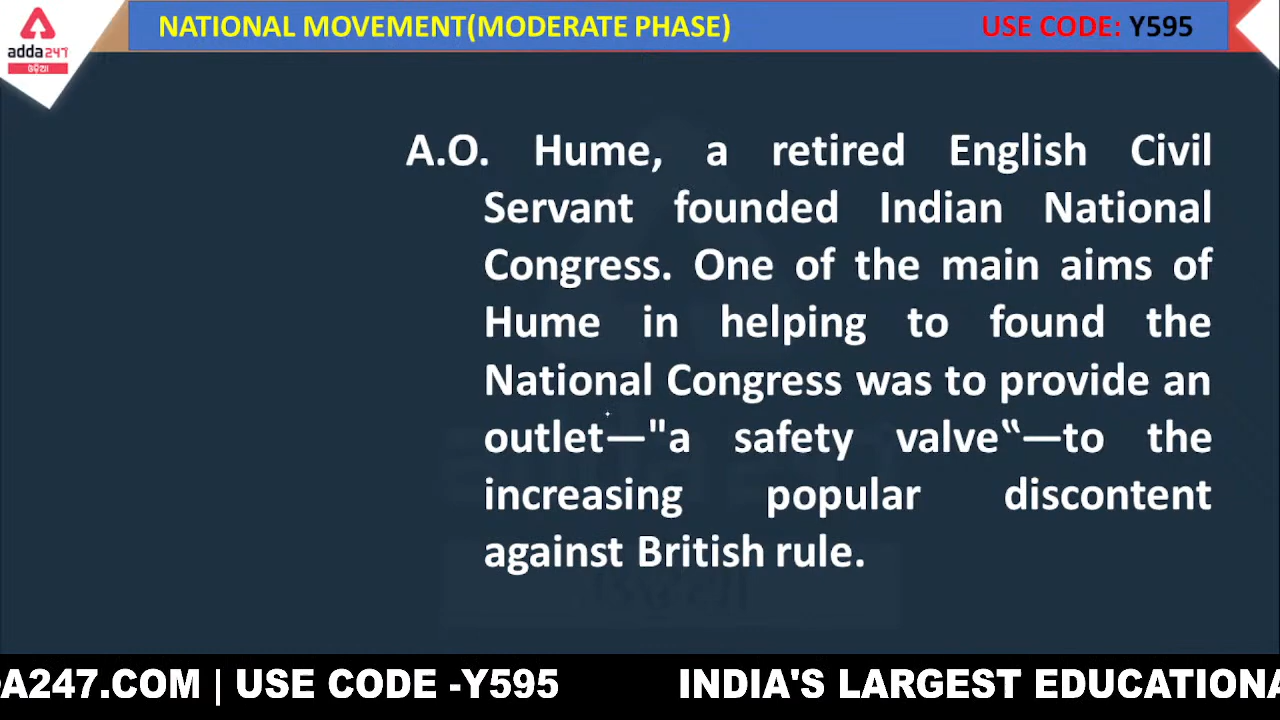 NATIONAL MOVEMENT(MODERATE PHASE)
USE CODE: Y595
adda247
ଓଡ଼ିଆ
A.O. Hume, a retired English Civil
Servant founded Indian National
Congress. One of the main aims of
Hume in helping to found the
National Congress was to provide an
outlet—"a safety valve‟—to the
increasing popular discontent
against British rule.
DA247.COM | USE CODE -Y595
INDIA'S LARGEST EDUCATIONA